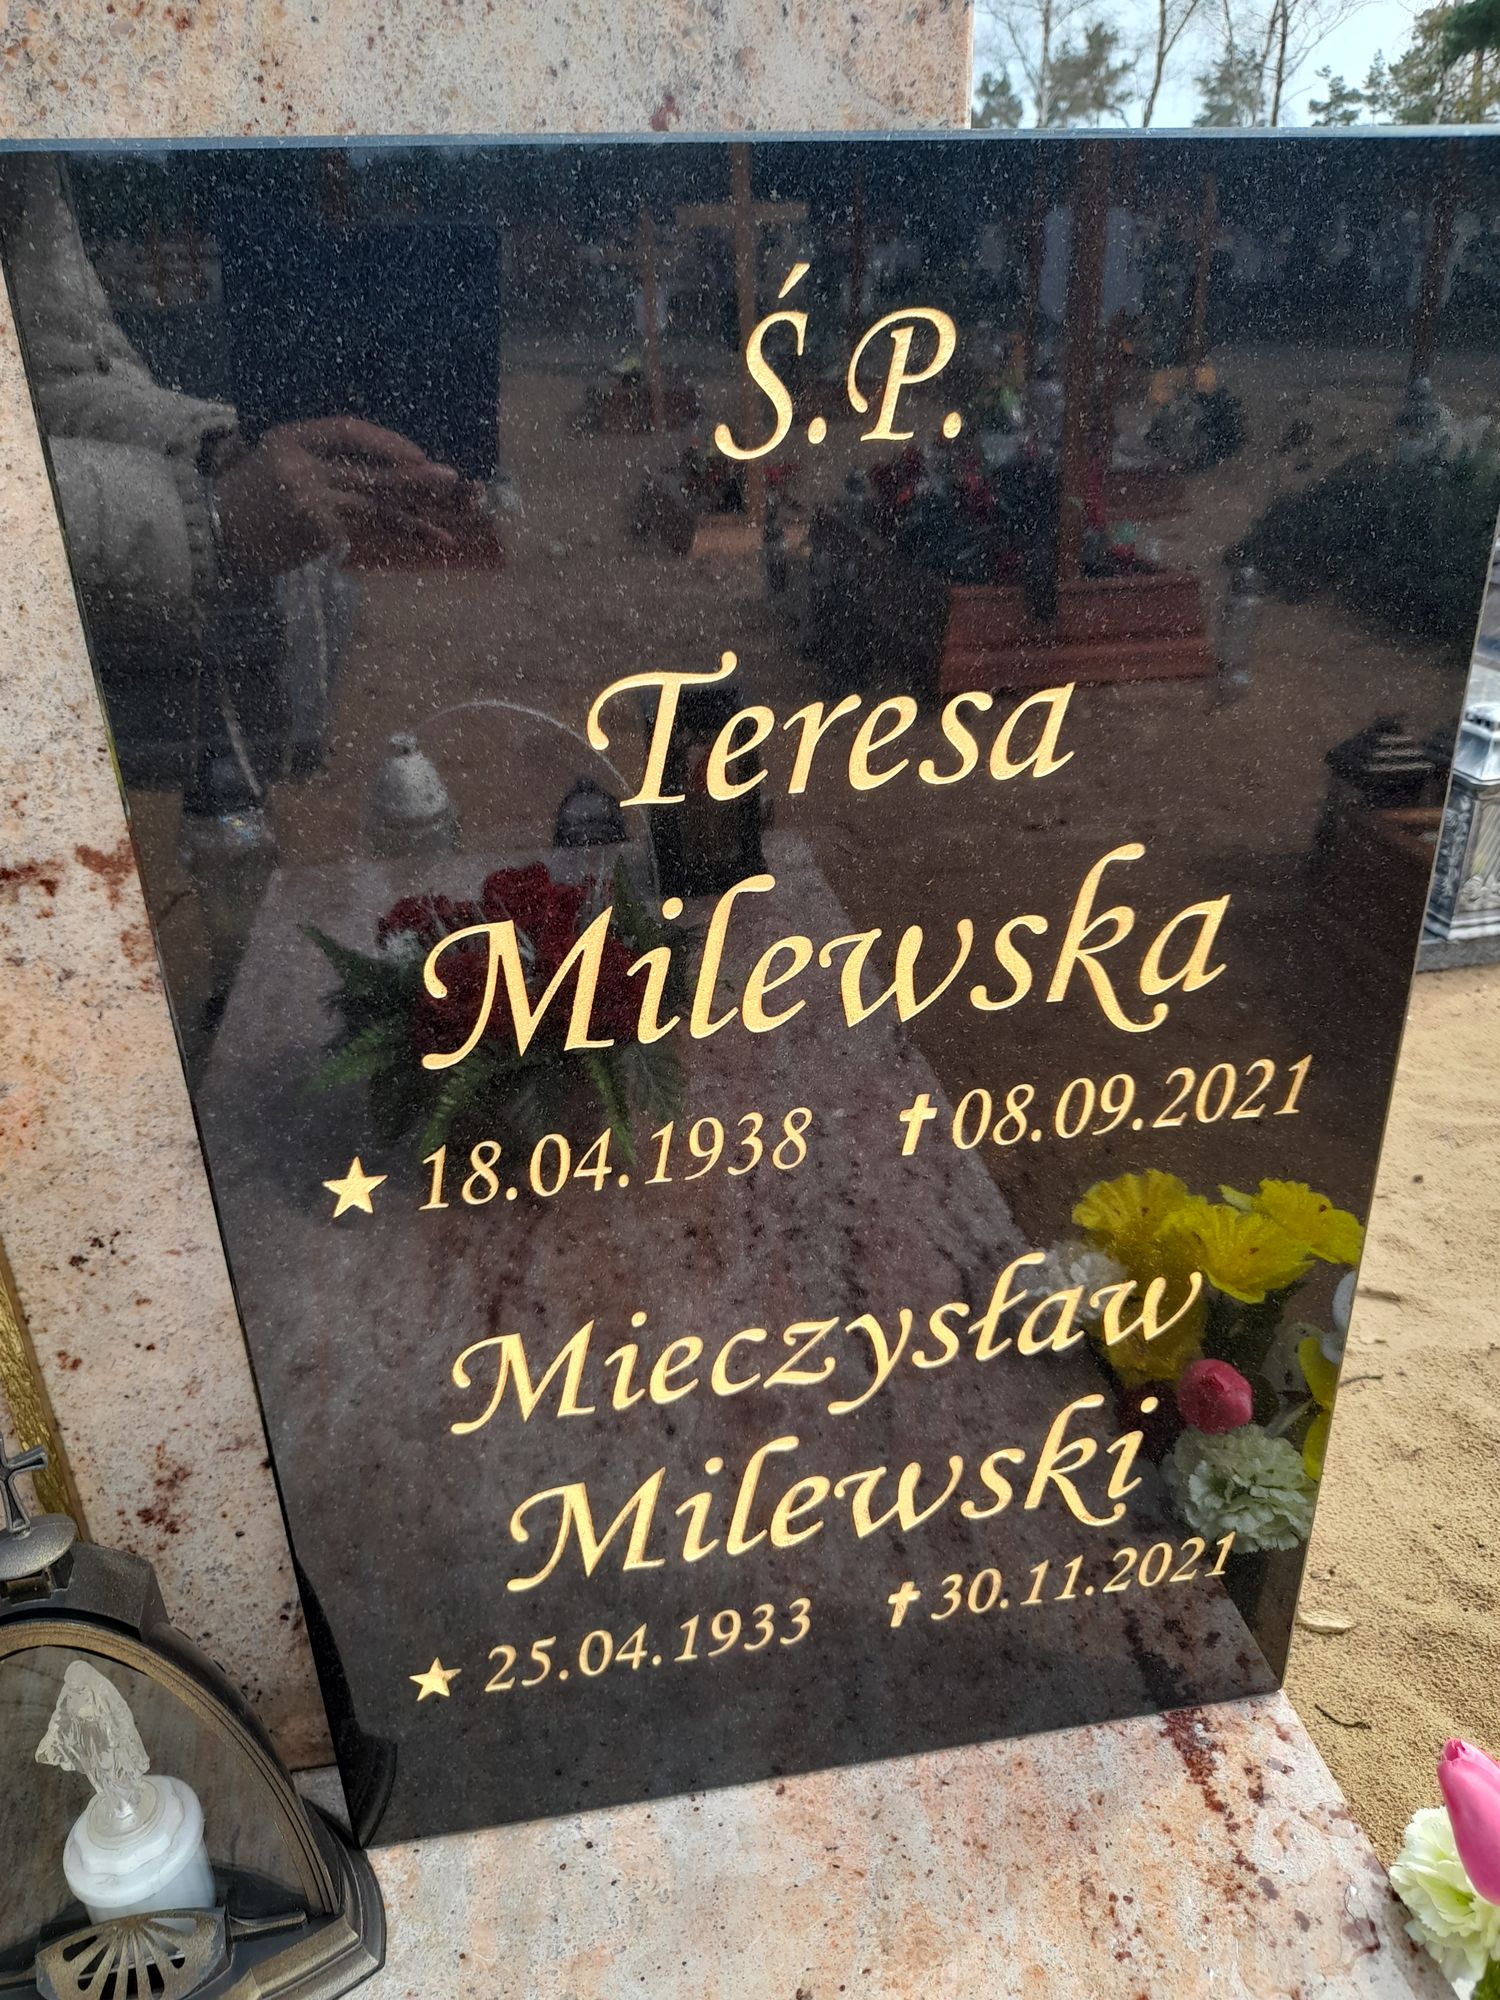 Ś.P.
Teresa
Milewska
★ 18.04.1938 ✝08.09.2021
Mieczysław
Milewski
★ 25.04.1933 ✝30.11.2021